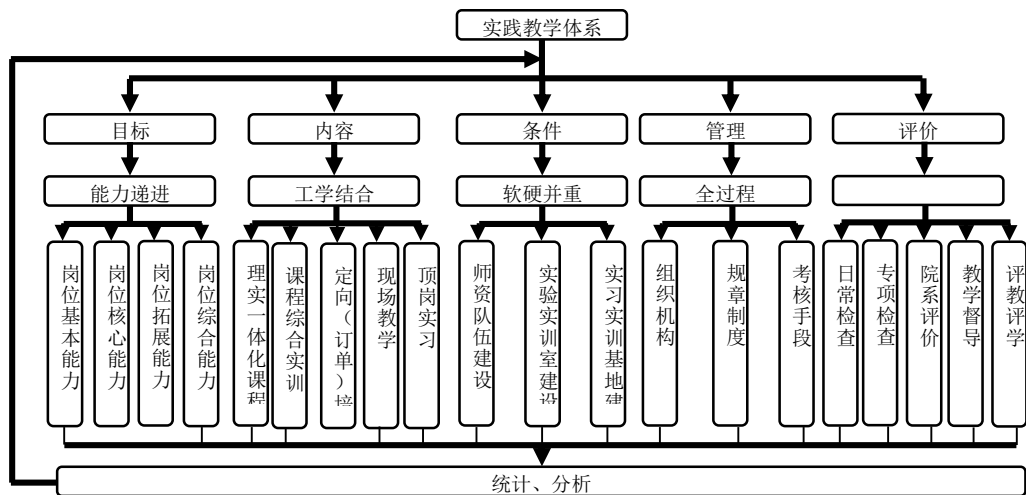 实践教学体系
目标
内容
条件
管理
评价
能力递进
工学结合
软硬并重
全过程
岗位基本能力
岗位核心能力
岗位拓展能力
岗位综合能力
理实一体化课程
课程综合实训
定向（订单）培
现场教学
顶岗实习
师资队伍建设
实验实训室建设
实习实训基地建
组织机构
规章制度
考核手段
日常检查
专项检查
院系评价
教学督导
评教评学
统计、分析